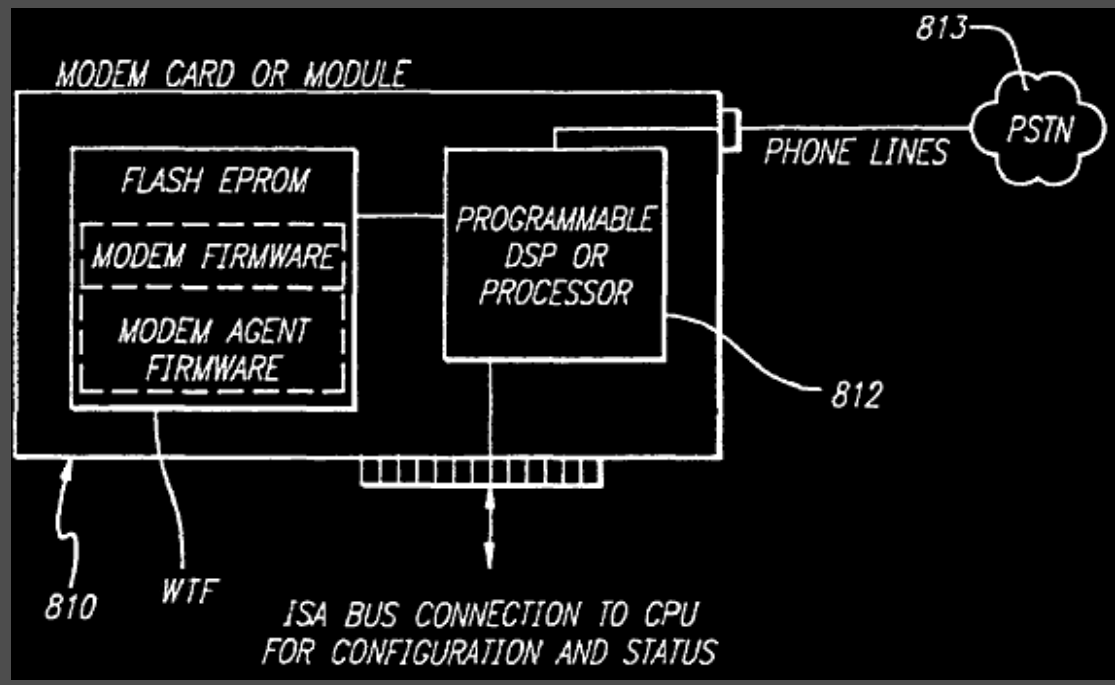 813
MODEM CARD OR MODULE
PSTN
PHONE LINES
FLASH EPROM
MODEM FIRMWARE
MODEM AGENT
FIRMWARE
PROGRAMMABLE
DSP OR
PROCESSOR
812
810
WTF
ISA BUS CONNECTION TO CPU
FOR CONFIGURATION AND STATUS